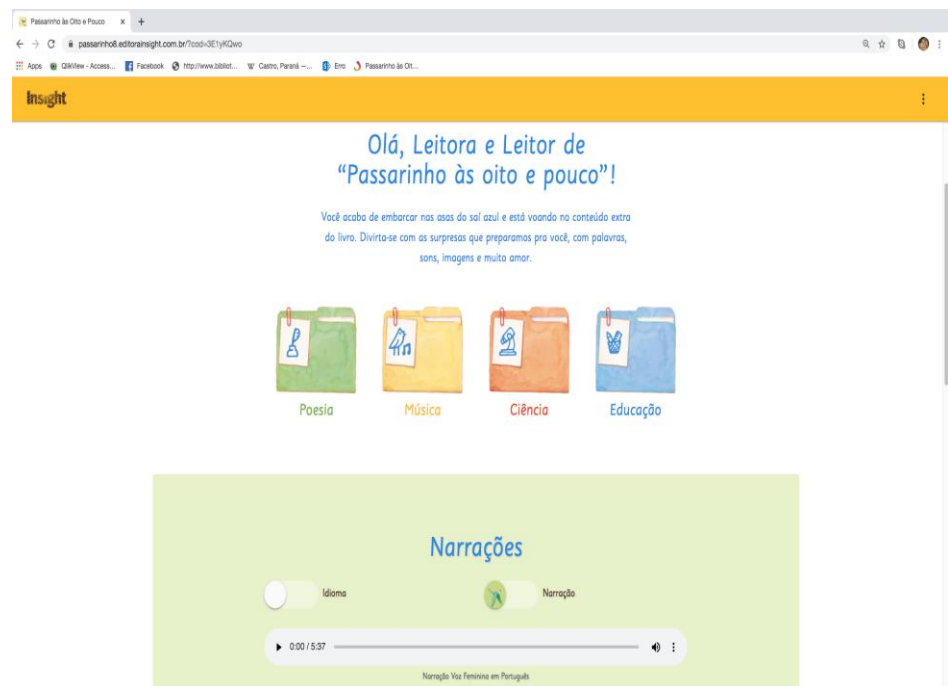 Passarinho às Oito e Pouco
passarinho8.editorainsight.com.br/?cod=3E1yKQwo
Apps QlikView - Access... Facebook http://www.bibliot... Castro, Paraná –... Erro Passarinho às Oit...
Insight
Olá, Leitora e Leitor de
“Passarinho às oito e pouco”!
Você acaba de embarcar nas asas do saí azul e está voando no conteúdo extra
do livro. Divirta-se com as surpresas que preparamos pra você, com palavras,
sons, imagens e muito amor.
Poesia Música Ciência Educação
Narrações
Idioma Narração
0:00 / 5:37
Narração Voz Feminina em Português